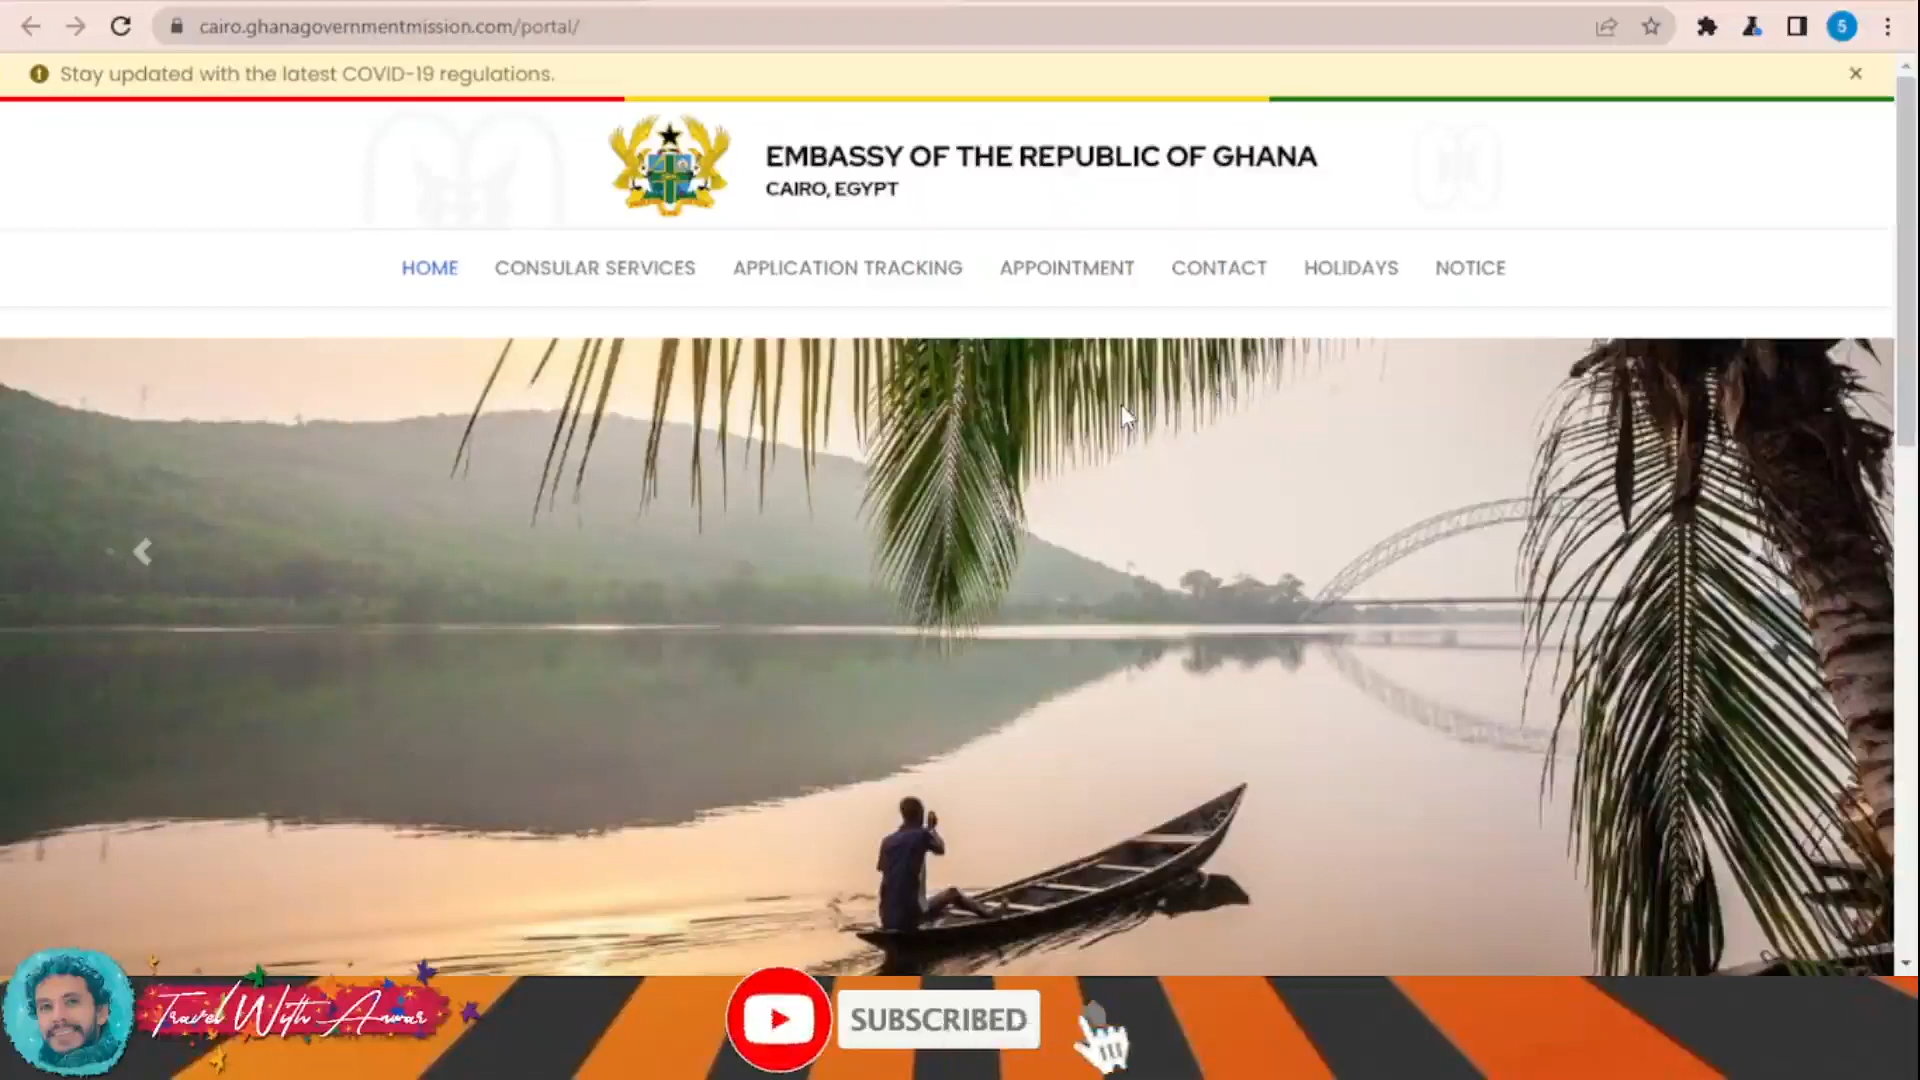 cairo.ghanagovernmentmission.com/portal/
5
Stay updated with the latest COVID-19 regulations.
EMBASSY OF THE REPUBLIC OF GHANA
CAIRO, EGYPT
HOME CONSULAR SERVICES APPLICATION TRACKING APPOINTMENT CONTACT HOLIDAYS NOTICE
Travel With Anwar
SUBSCRIBED